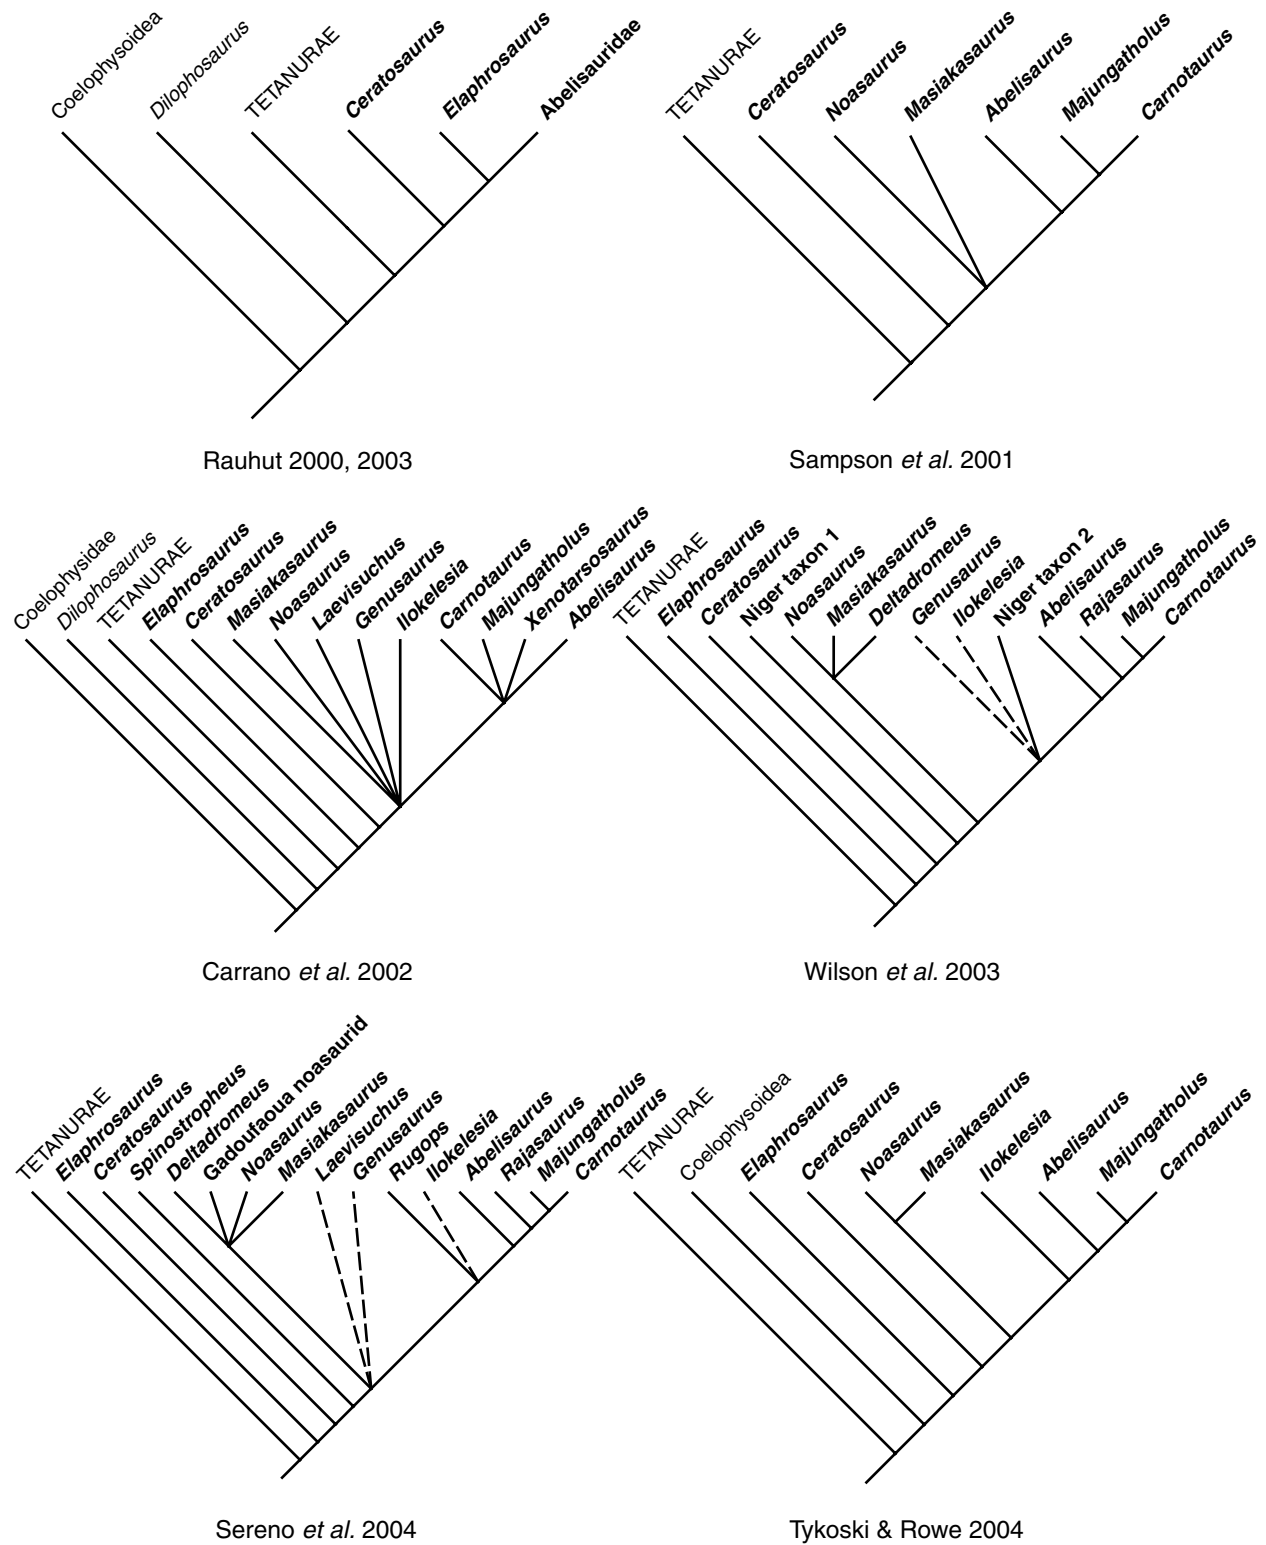 Coelophysoidea
Dilophosaurus
TETANURAE
Ceratosaurus
Elaphrosaurus
Abelisauridae
Rauhut 2000, 2003
TETANURAE
Ceratosaurus
Noasaurus
Masiakasaurus
Abelisaurus
Majungatholus
Carnotaurus
Sampson et al. 2001
Coelophysidae
Dilophosaurus
TETANURAE
Elaphrosaurus
Ceratosaurus
Masiakasaurus
Noasaurus
Laevisuchus
Genusaurus
Ilokelesia
Carnotaurus
Majungatholus
Xenotarsosaurus
Abelisaurus
Carrano et al. 2002
TETANURAE
Elaphrosaurus
Ceratosaurus
Niger taxon 1
Noasaurus
Masiakasaurus
Deltadromeus
Genusaurus
Ilokelesia
Niger taxon 2
Abelisaurus
Rajasaurus
Majungatholus
Carnotaurus
Wilson et al. 2003
TETANURAE
Elaphrosaurus
Ceratosaurus
Spinostropheus
Deltadromeus
Gadoufaoua noasaurid
Noasaurus
Masiakasaurus
Laevisuchus
Genusaurus
Rugops
Ilokelesia
Abelisaurus
Rajasaurus
Majungatholus
Carnotaurus
Sereno et al. 2004
TETANURAE
Coelophysoidea
Elaphrosaurus
Ceratosaurus
Noasaurus
Masiakasaurus
Ilokelesia
Abelisaurus
Majungatholus
Carnotaurus
Tykoski & Rowe 2004